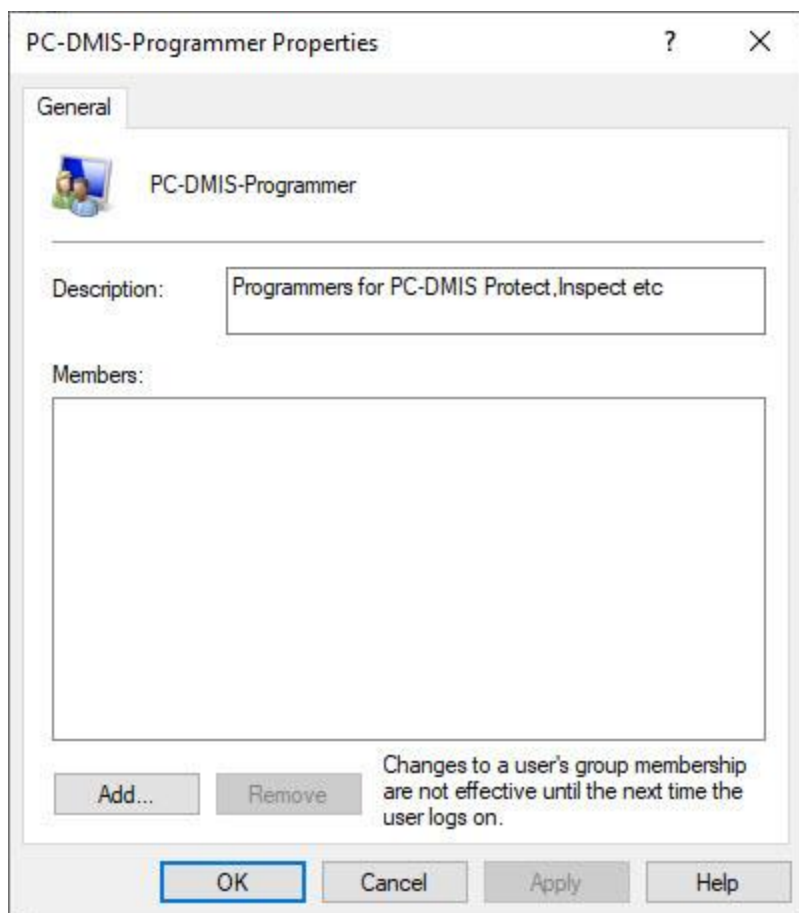 PC-DMIS-Programmer Properties
?
General
PC-DMIS-Programmer
Description:
Programmers for PC-DMIS Protect,Inspect etc
Members:
Add...
Remove
Changes to a user's group membership
are not effective until the next time the
user logs on.
OK
Cancel
Apply
Help